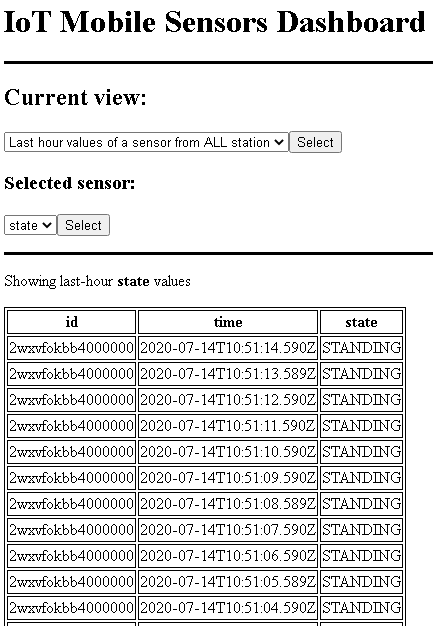 IoT Mobile Sensors Dashboard
Current view:
Last hour values of a sensor from ALL station Select
Selected sensor:
state Select
Showing last-hour state values
id time state
2wxvfokbb4000000 2020-07-14T10:51:14.590Z STANDING
2wxvfokbb4000000 2020-07-14T10:51:13.589Z STANDING
2wxvfokbb4000000 2020-07-14T10:51:12.590Z STANDING
2wxvfokbb4000000 2020-07-14T10:51:11.590Z STANDING
2wxvfokbb4000000 2020-07-14T10:51:10.590Z STANDING
2wxvfokbb4000000 2020-07-14T10:51:09.590Z STANDING
2wxvfokbb4000000 2020-07-14T10:51:08.589Z STANDING
2wxvfokbb4000000 2020-07-14T10:51:07.590Z STANDING
2wxvfokbb4000000 2020-07-14T10:51:06.590Z STANDING
2wxvfokbb4000000 2020-07-14T10:51:05.589Z STANDING
2wxvfokbb4000000 2020-07-14T10:51:04.590Z STANDING